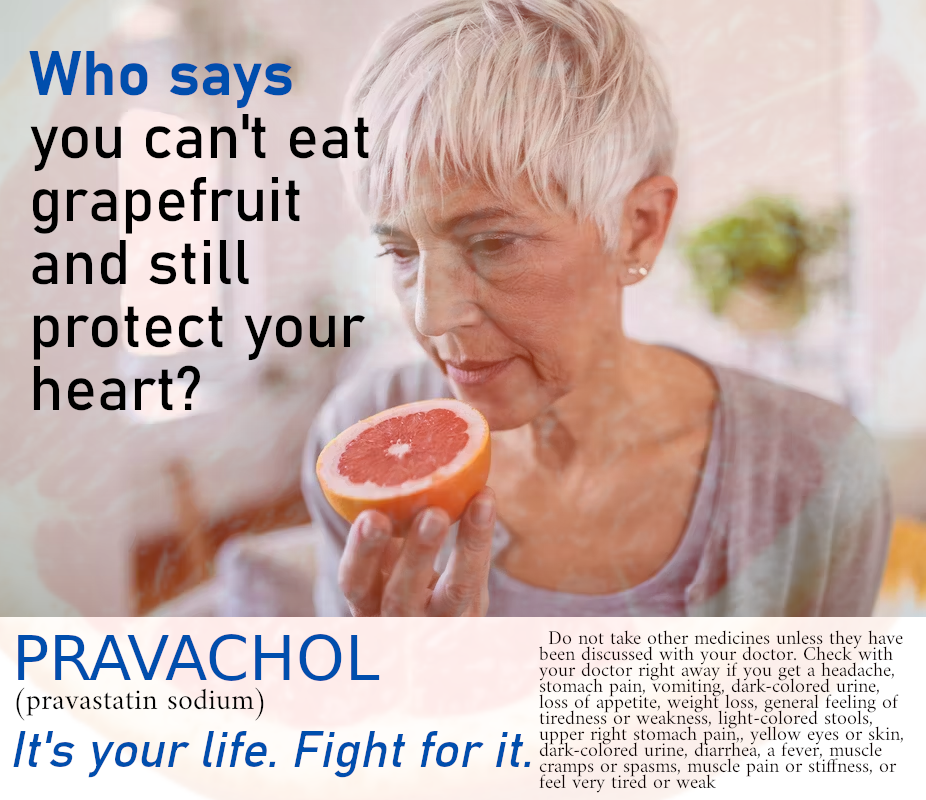 Who says
you can't eat
grapefruit
and still
protect your
heart?
PRAVACHOL
(pravastatin sodium)
It's your life. Fight for it.
Do not take other medicines unless they have
been discussed with your doctor. Check with
your doctor right away if you get a headache,
stomach pain, vomiting, dark-colored urine,
loss of appetite, weight loss, general feeling of
tiredness or weakness, light-colored stools,
upper right stomach pain,, yellow eyes or skin,
dark-colored urine, diarrhea, a fever, muscle
cramps or spasms, muscle pain or stiffness, or
feel very tired or weak